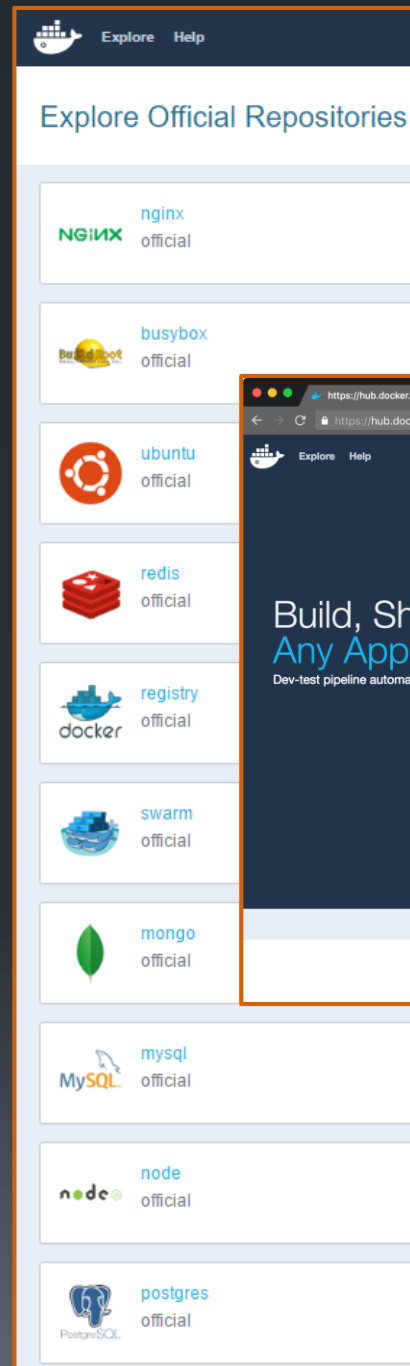 Explore Help
Explore Official Repositories
NGINX
nginx
official
BuildRoot
busybox
official
ubuntu
official
redis
official
docker
registry
official
swarm
official
mongo
official
MySQL
mysql
official
node
node
official
PostgreSQL
postgres
official
https://hub.docker.
https://hub.doc
Explore Help
Build, Sh
Any App
Dev-test pipeline automa